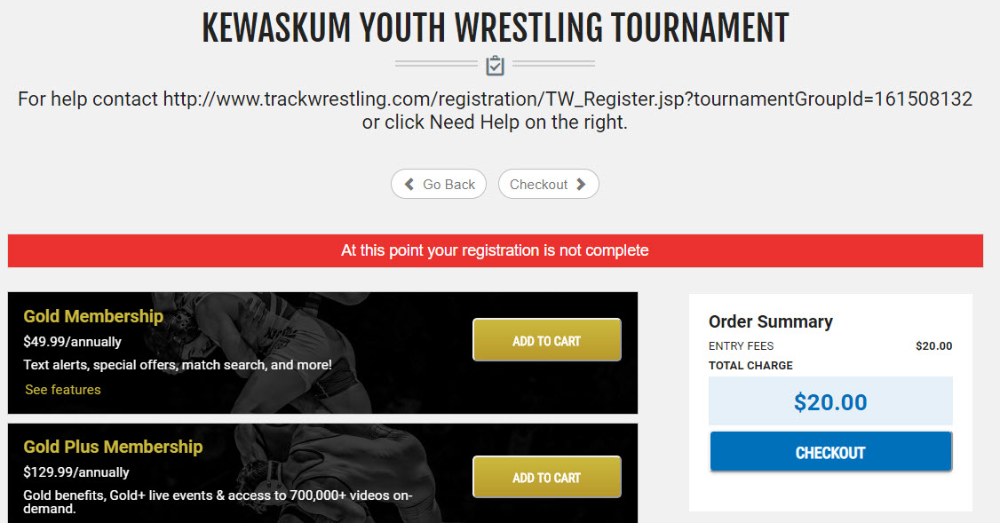 KEWASKUM YOUTH WRESTLING TOURNAMENT
For help contact http://www.trackwrestling.com/registration/TW_Register.jsp?tournamentGroupId=161508132
or click Need Help on the right.
Go Back
Checkout
At this point your registration is not complete
Gold Membership
$49.99/annually
Text alerts, special offers, match search, and more!
See features
ADD TO CART
Gold Plus Membership
$129.99/annually
Gold benefits, Gold+ live events & access to 700,000+ videos on-
demand.
ADD TO CART
Order Summary
ENTRY FEES $20.00
TOTAL CHARGE
$20.00
CHECKOUT